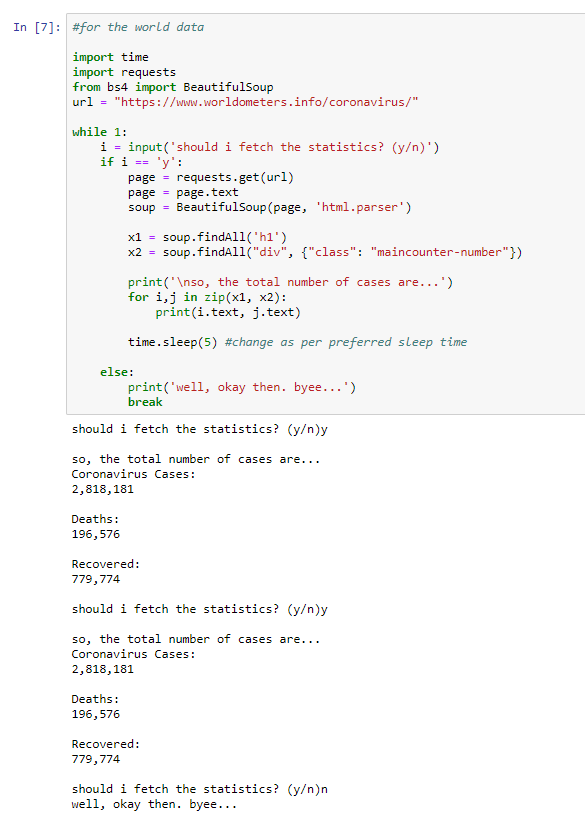 In [7]: #for the world data
import time
import requests
from bs4 import BeautifulSoup
url = "https://www.worldometers.info/coronavirus/"
while 1:
    i = input('should i fetch the statistics? (y/n)')
    if i == 'y':
        page = requests.get(url)
        page = page.text
        soup = BeautifulSoup(page, 'html.parser')
        x1 = soup.findAll('h1')
        x2 = soup.findAll("div", {"class": "maincounter-number"})
        print('\nso, the total number of cases are...')
        for i,j in zip(x1, x2):
            print(i.text, j.text)
        time.sleep(5) #change as per preferred sleep time
    else:
        print('well, okay then. byee...')
        break
should i fetch the statistics? (y/n)y
so, the total number of cases are...
Coronavirus Cases:
2,818,181
Deaths:
196,576
Recovered:
779,774
should i fetch the statistics? (y/n)y
so, the total number of cases are...
Coronavirus Cases:
2,818,181
Deaths:
196,576
Recovered:
779,774
should i fetch the statistics? (y/n)n
well, okay then. byee...